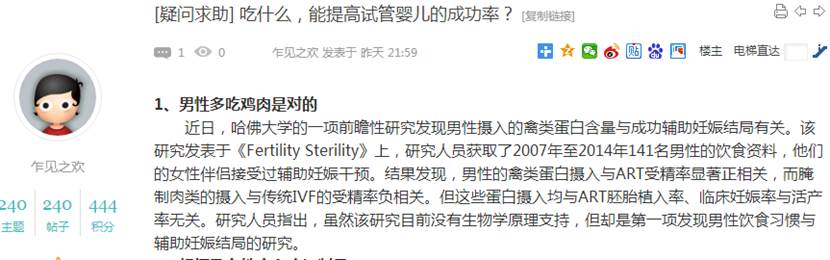 [疑问求助] 吃什么，能提高试管婴儿的成功率？ [复制链接]
1 0 乍见之欢 发表于 昨天 21:59 楼主 电梯直达
乍见之欢
240 240 444
主题 帖子 积分
1、男性多吃鸡肉是对的
近日，哈佛大学的一项前瞻性研究发现男性摄入的禽类蛋白含量与成功辅助妊娠结局有关。该
研究发表于《Fertility Sterility》上，研究人员获取了2007年至2014年141名男性的饮食资料，他们
的女性伴侣接受过辅助妊娠干预。结果发现，男性的禽类蛋白摄入与ART受精率显著正相关，而腌
制肉类的摄入与传统IVF的受精率负相关。但这些蛋白摄入均与ART胚胎植入率、临床妊娠率与活产
率无关。研究人员指出，虽然该研究目前没有生物学原理支持，但却是第一项发现男性饮食习惯与
辅助妊娠结局的研究。